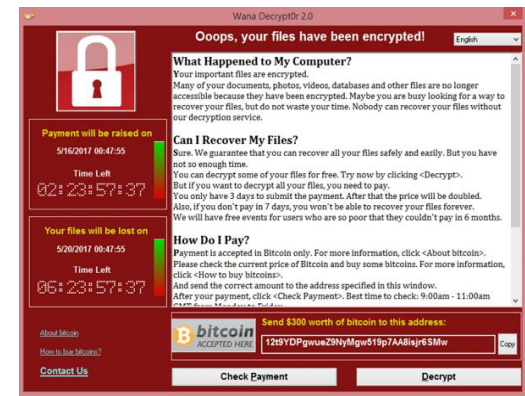 Wana Decrypt0r 2.0
Ooops, your files have been encrypted!
English
What Happened to My Computer?
Your important files are encrypted.
Many of your documents, photos, videos, databases and other files are no longer
accessible because they have been encrypted. Maybe you are busy looking for a way to
recover your files, but do not waste your time. Nobody can recover your files without
our decryption service.
Can I Recover My Files?
Sure. We guarantee that you can recover all your files safely and easily. But you have
not so enough time.
You can decrypt some of your files for free. Try now by clicking <Decrypt>.
But if you want to decrypt all your files, you need to pay.
You only have 3 days to submit the payment. After that the price will be doubled.
Also, if you don't pay in 7 days, you won't be able to recover your files forever.
We will have free events for users who are so poor that they couldn't pay in 6 months.
How Do I Pay?
Payment is accepted in Bitcoin only. For more information, click <About bitcoin>.
Please check the current price of Bitcoin and buy some bitcoins. For more information,
click <How to buy bitcoins>.
And send the correct amount to the address specified in this window.
After your payment, click <Check Payment>. Best time to check: 9:00am - 11:00am
GMT from Monday to Friday.
Payment will be raised on
5/16/2017 00:47:55
Time Left
02:23:57:37
Your files will be lost on
5/20/2017 00:47:55
Time Left
06:23:57:37
About bitcoin
How to buy bitcoins?
Contact Us
bitcoin
ACCEPTED HERE
Send $300 worth of bitcoin to this address:
12t9YDPgwueZ9NyMgw519p7AA8isjr6SMw
Copy
Check Payment
Decrypt